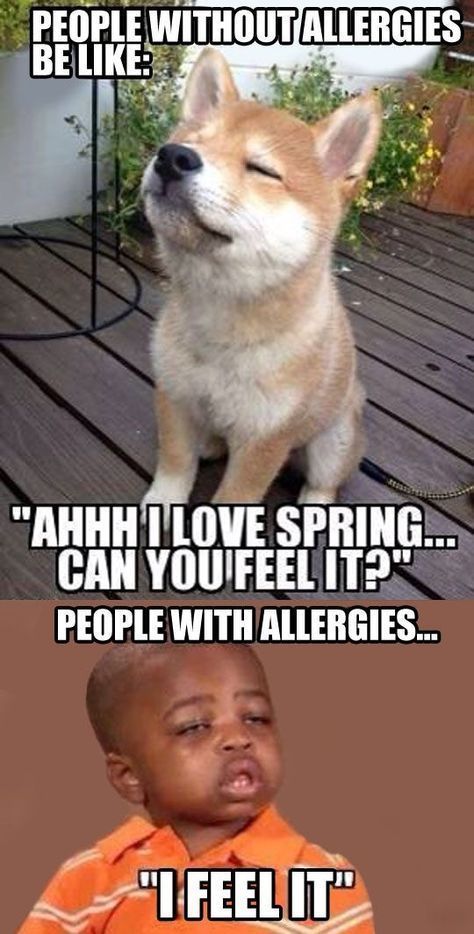 PEOPLE WITHOUT ALLERGIES
BE LIKE:
"AHHH I LOVE SPRING...
CAN YOU FEEL IT?"
PEOPLE WITH ALLERGIES...
"I FEEL IT"